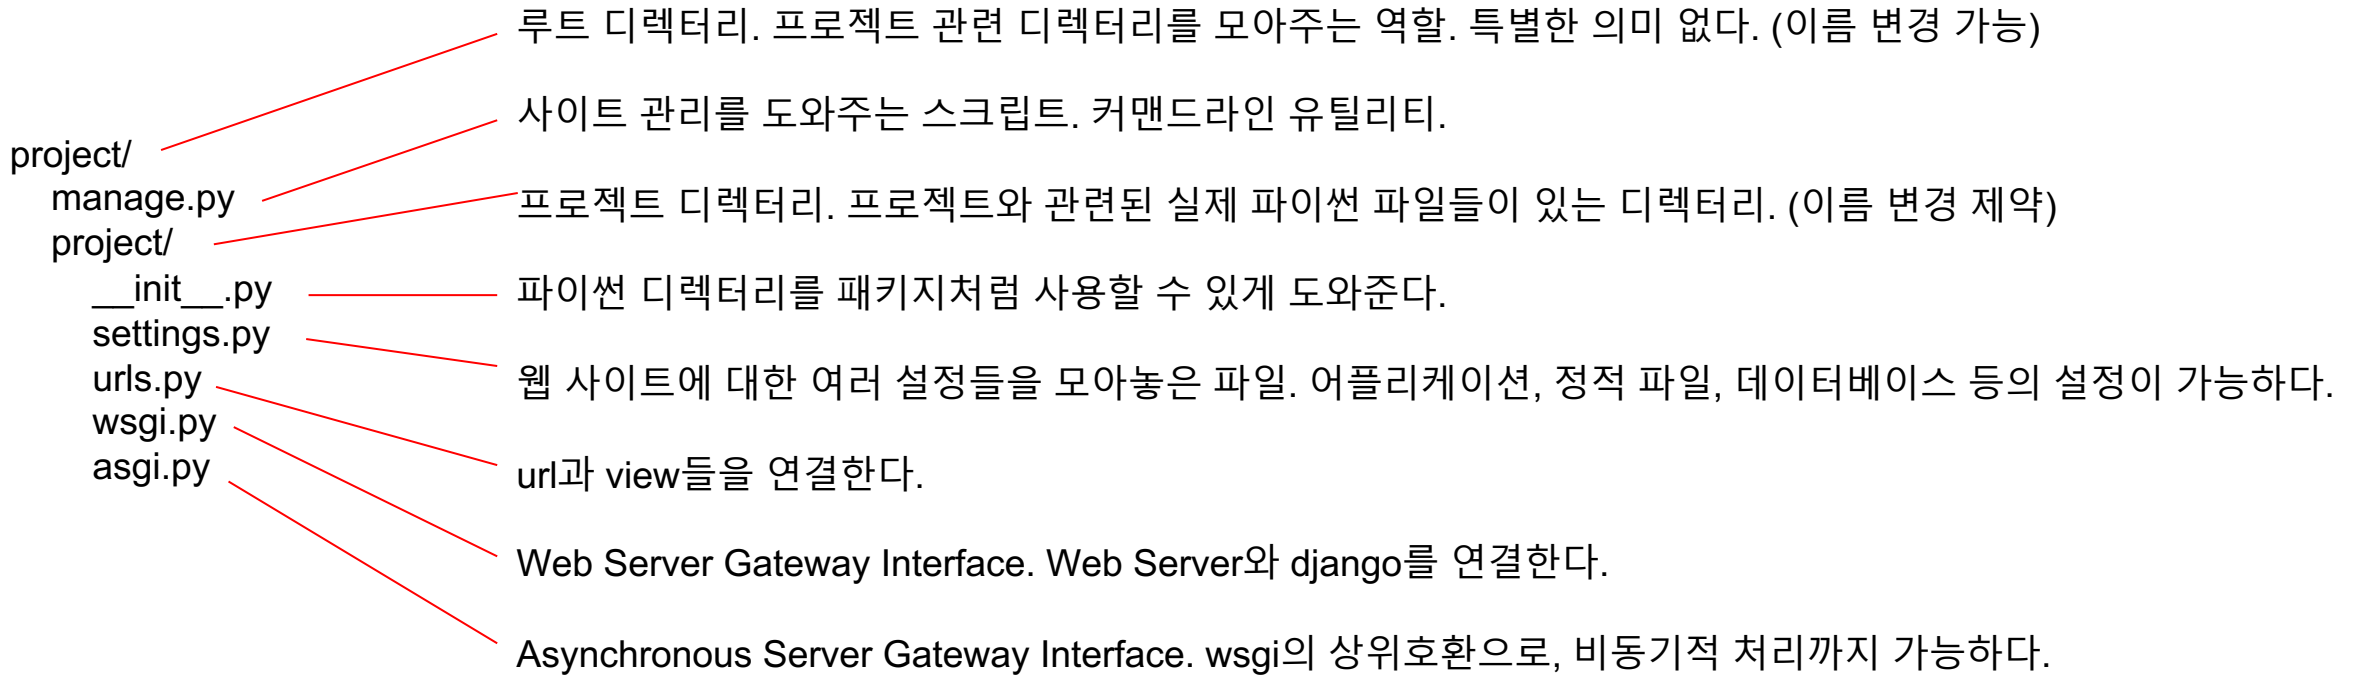 루트 디렉터리. 프로젝트 관련 디렉터리를 모아주는 역할. 특별한 의미 없다. (이름 변경 가능)
사이트 관리를 도와주는 스크립트. 커맨드라인 유틸리티.
project/
manage.py
프로젝트 디렉터리. 프로젝트와 관련된 실제 파이썬 파일들이 있는 디렉터리. (이름 변경 제약)
project/
__init__.py
파이썬 디렉터리를 패키지처럼 사용할 수 있게 도와준다.
settings.py
웹 사이트에 대한 여러 설정들을 모아놓은 파일. 어플리케이션, 정적 파일, 데이터베이스 등의 설정이 가능하다.
urls.py
wsgi.py
asgi.py
url과 view들을 연결한다.
Web Server Gateway Interface. Web Server와 django를 연결한다.
Asynchronous Server Gateway Interface. wsgi의 상위호환으로, 비동기적 처리까지 가능하다.